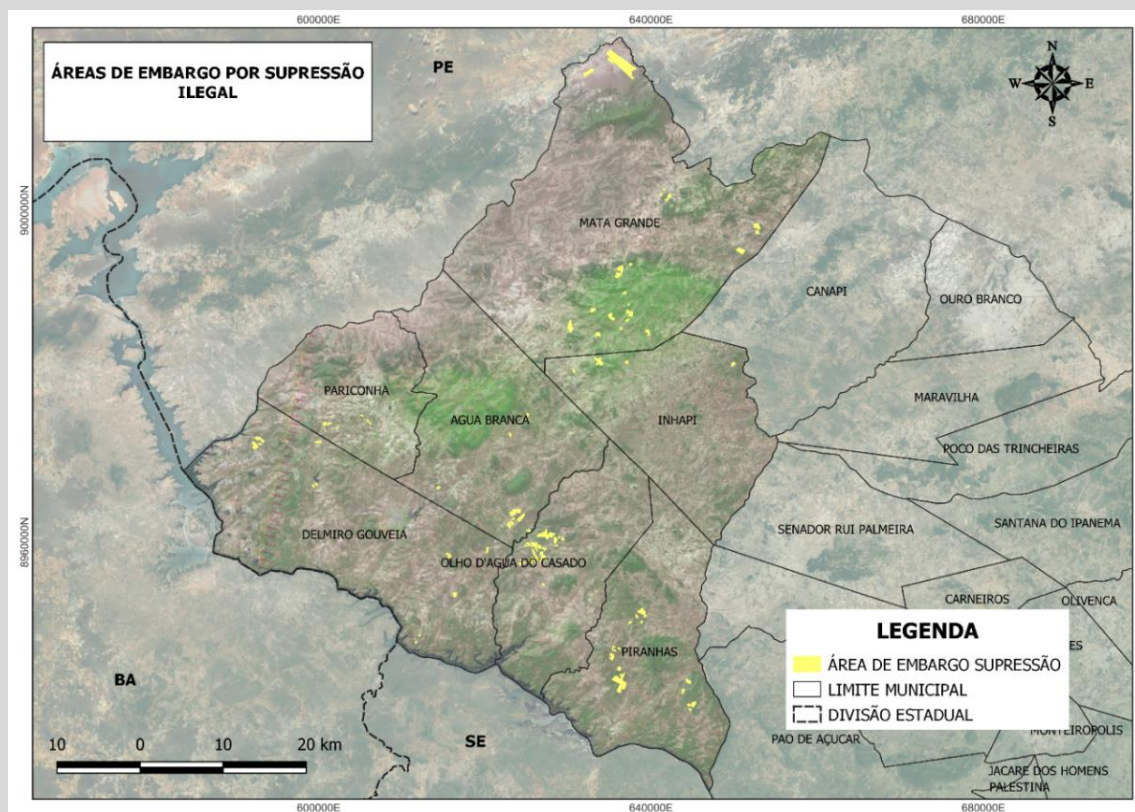 600000E
640000E
680000E
ÁREAS DE EMBARGO POR SUPRESSÃO
ILEGAL
PE
N
W
E
S
9000000N
MATA GRANDE
CANAPI
OURO BRANCO
PARICONHA
AGUA BRANCA
INHAPI
MARAVILHA
POCO DAS TRINCHEIRAS
SENADOR RUI PALMEIRA
SANTANA DO IPANEMA
DELMIRO GOUVEIA
8960000N
OLHO D'AGUA DO CASADO
CARNEIROS
OLIVENCA
PIRANHAS
LEGENDA
ÁREA DE EMBARGO SUPRESSÃO
LIMITE MUNICIPAL
DIVISÃO ESTADUAL
ES
BA
SE
PAO DE AÇUCAR
MONTEIROPOLIS
JACARE DOS HOMENS
PALESTINA
10 0 10 20 km
600000E
640000E
680000E